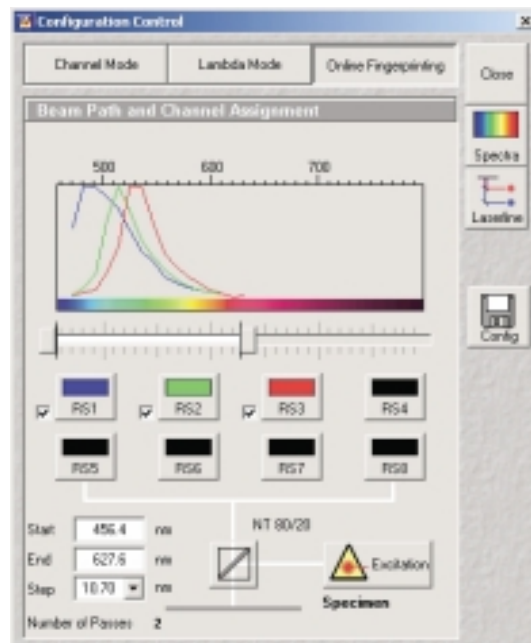 Configuration Control
Channel Mode
Lambda Mode
Online Fingerprinting
Close
Beam Path and Channel Assignment
Spectra
500 600 700
Laserline
Config
RS1 RS2 RS3 RS4
RS5 RS6 RS7 RS8
NT 80/20
Start 456.4 nm
End 627.6 nm
Step 10.70 nm
Excitation
Specimen
Number of Passes 2